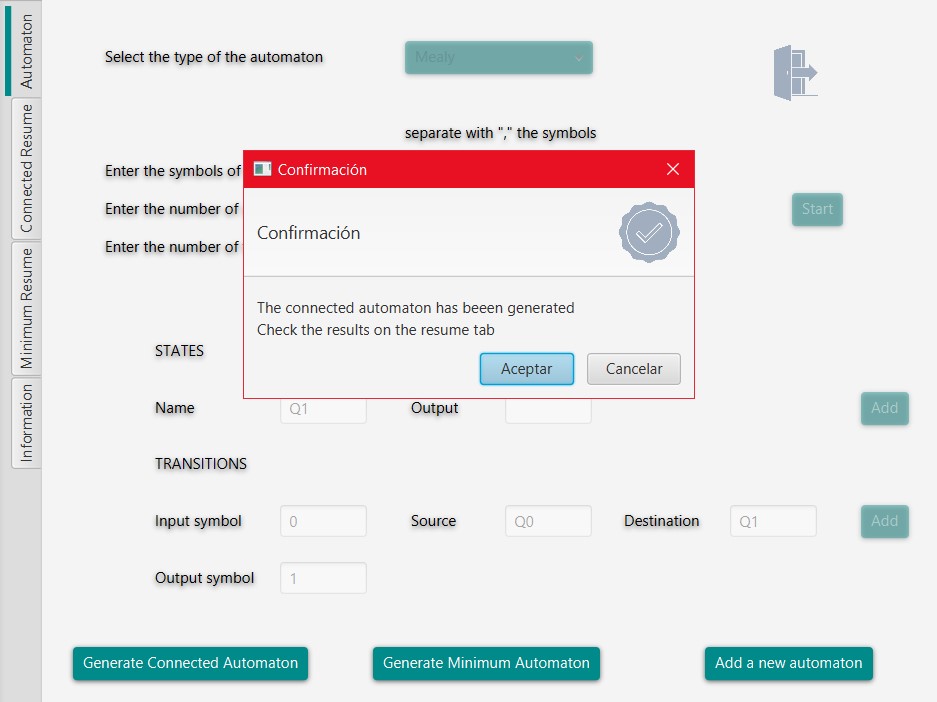 Automaton
Connected Resume
Minimum Resume
Information
Select the type of the automaton
Mealy
separate with "," the symbols
Enter the symbols of
Enter the number of
Enter the number of
Start
Confirmación
Confirmación
The connected automaton has beeen generated
Check the results on the resume tab
Aceptar
Cancelar
STATES
Name
Q1
Output
Add
TRANSITIONS
Input symbol
0
Source
Q0
Destination
Q1
Add
Output symbol
1
Generate Connected Automaton
Generate Minimum Automaton
Add a new automaton